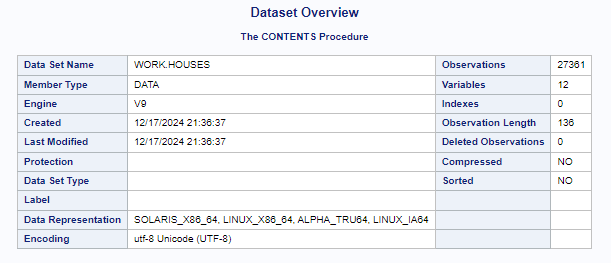 Dataset Overview
The CONTENTS Procedure
Data Set Name WORK.HOUSES Observations 27361
Member Type DATA Variables 12
Engine V9 Indexes 0
Created 12/17/2024 21:36:37 Observation Length 136
Last Modified 12/17/2024 21:36:37 Deleted Observations 0
Protection Compressed NO
Data Set Type Sorted NO
Label
Data Representation SOLARIS_X86_64, LINUX_X86_64, ALPHA_TRU64, LINUX_IA64
Encoding utf-8 Unicode (UTF-8)